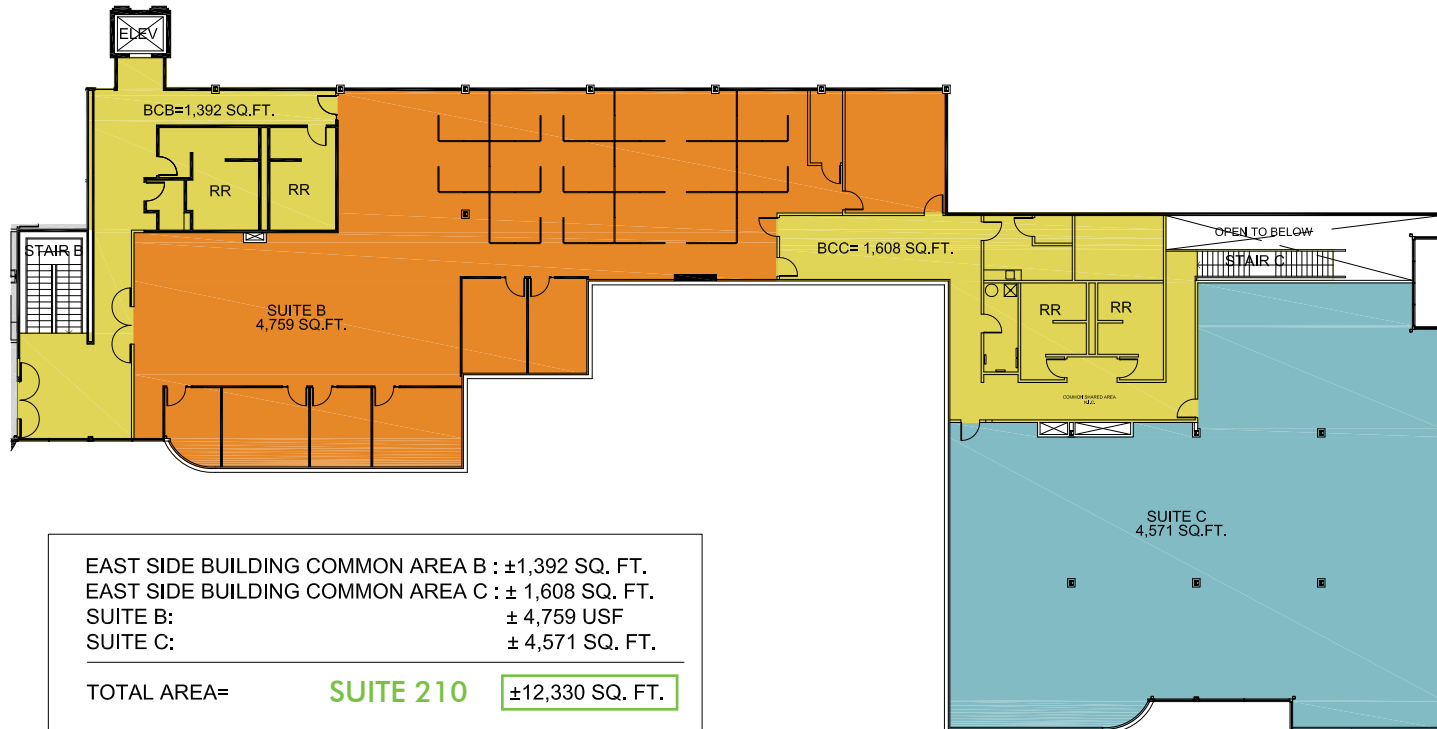 ELEV
BCB=1,392 SQ.FT.
RR
RR
STAIR B
SUITE B
4,759 SQ.FT.
BCC= 1,608 SQ.FT.
OPEN TO BELOW
STAIR C
RR
RR
COMMON SHARED AREA
N.I.C.
SUITE C
4,571 SQ.FT.
EAST SIDE BUILDING COMMON AREA B : ±1,392 SQ. FT.
EAST SIDE BUILDING COMMON AREA C : ± 1,608 SQ. FT.
SUITE B: ± 4,759 USF
SUITE C: ± 4,571 SQ. FT.
TOTAL AREA= SUITE 210 ±12,330 SQ. FT.